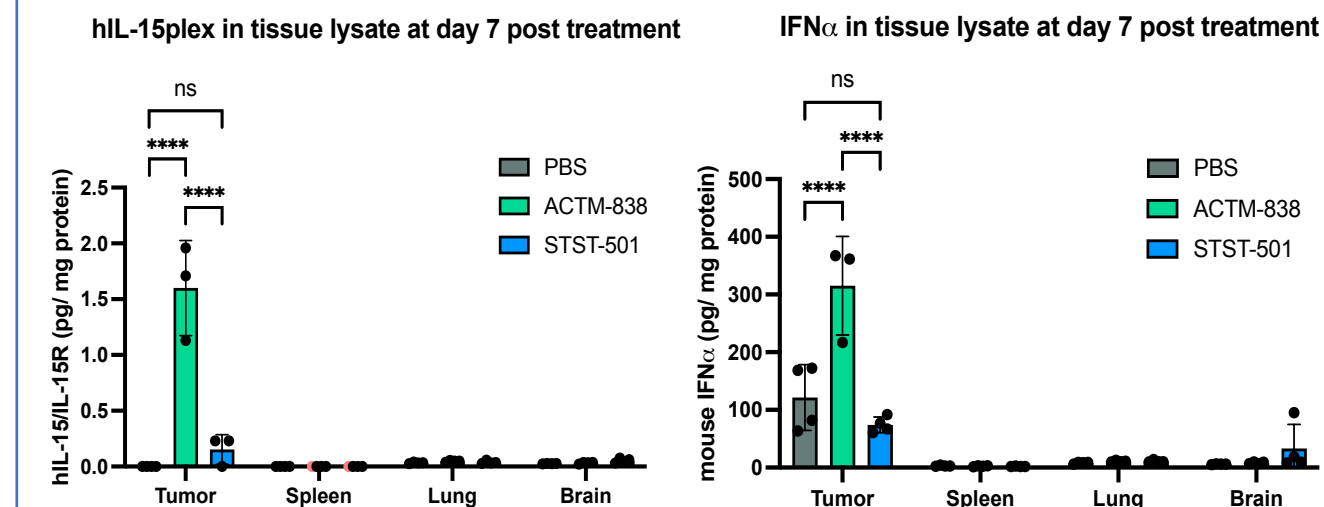 hIL-15plex in tissue lysate at day 7 post treatment
ns
****
****
PBS
ACTM-838
STST-501
hIL-15/IL-15R (pg/ mg protein)
2.5
2.0
1.5
1.0
0.5
0.0
Tumor Spleen Lung Brain
IFNα in tissue lysate at day 7 post treatment
ns
****
****
PBS
ACTM-838
STST-501
mouse IFNα (pg/ mg protein)
500
400
300
200
100
0
Tumor Spleen Lung Brain